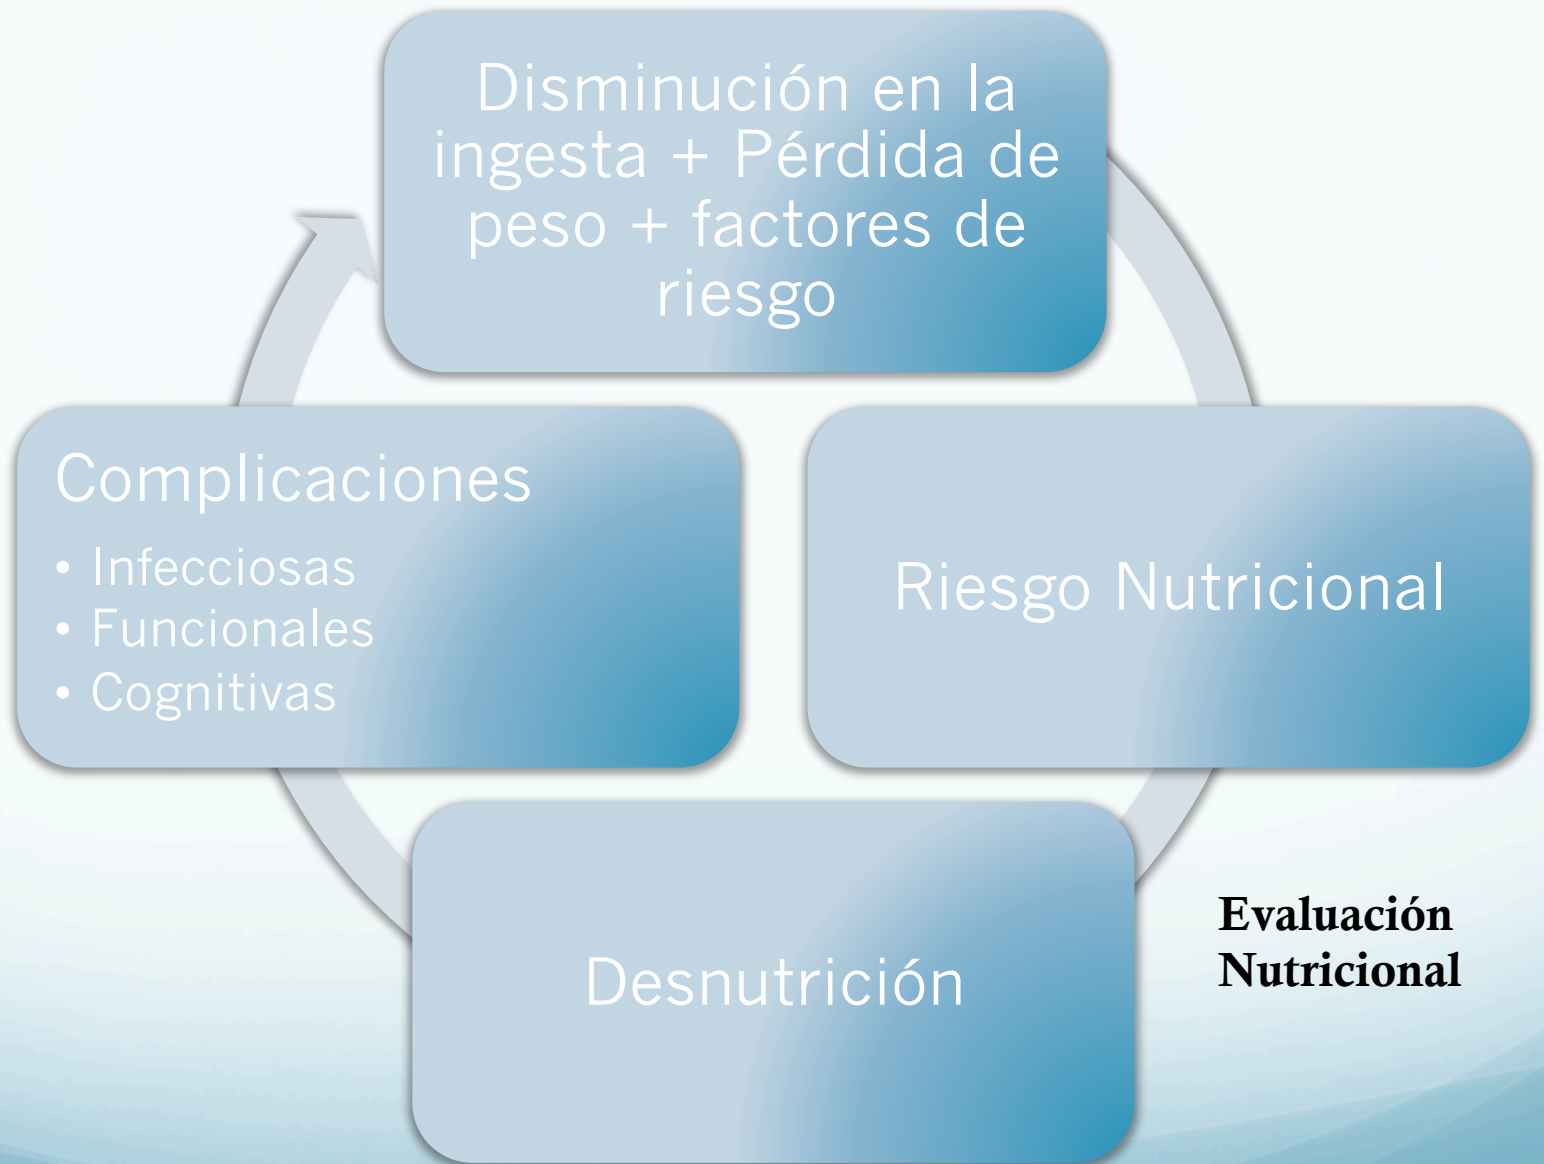 Disminución en la
ingesta + Pérdida de
peso + factores de
riesgo
Riesgo Nutricional
Evaluación
Nutricional
Desnutrición
Complicaciones
• Infecciosas
• Funcionales
• Cognitivas